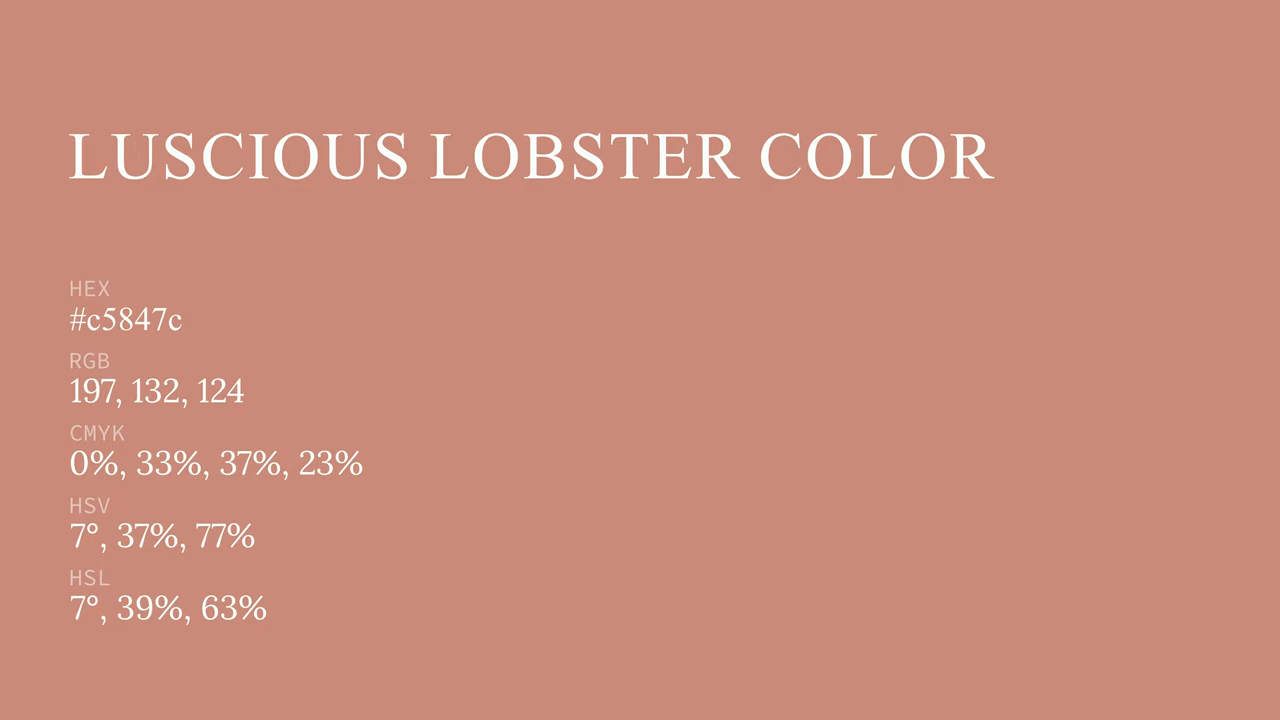 LUSCIOUS LOBSTER COLOR
HEX
#c5847c
RGB
197, 132, 124
CMYK
0%, 33%, 37%, 23%
HSV
7°, 37%, 77%
HSL
7°, 39%, 63%